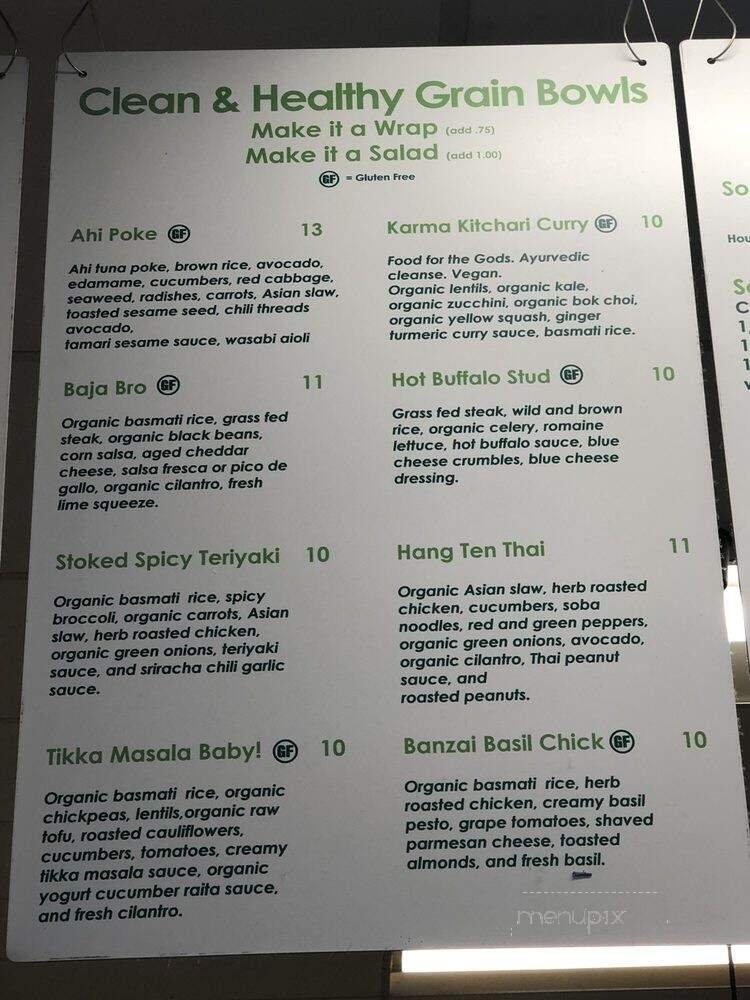 Clean & Healthy Grain Bowls
Make it a Wrap (add .75)
Make it a Salad (add 1.00)
GF = Gluten Free
Ahi Poke GF 13
Ahi tuna poke, brown rice, avocado,
edamame, cucumbers, red cabbage,
seaweed, radishes, carrots, Asian slaw,
toasted sesame seed, chili threads
avocado,
tamari sesame sauce, wasabi aioli
Baja Bro GF 11
Organic basmati rice, grass fed
steak, organic black beans,
corn salsa, aged cheddar
cheese, salsa fresca or pico de
gallo, organic cilantro, fresh
lime squeeze.
Stoked Spicy Teriyaki 10
Organic basmati rice, spicy
broccoli, organic carrots, Asian
slaw, herb roasted chicken,
organic green onions, teriyaki
sauce, and sriracha chili garlic
sauce.
Tikka Masala Baby! GF 10
Organic basmati rice, organic
chickpeas, lentils,organic raw
tofu, roasted cauliflowers,
cucumbers, tomatoes, creamy
tikka masala sauce, organic
yogurt cucumber raita sauce,
and fresh cilantro.
Karma Kitchari Curry GF 10
Food for the Gods. Ayurvedic
cleanse. Vegan.
Organic lentils, organic kale,
organic zucchini, organic bok choi,
organic yellow squash, ginger
turmeric curry sauce, basmati rice.
Hot Buffalo Stud GF 10
Grass fed steak, wild and brown
rice, organic celery, romaine
lettuce, hot buffalo sauce, blue
cheese crumbles, blue cheese
dressing.
Hang Ten Thai 11
Organic Asian slaw, herb roasted
chicken, cucumbers, soba
noodles, red and green peppers,
organic green onions, avocado,
organic cilantro, Thai peanut
sauce, and
roasted peanuts.
Banzai Basil Chick GF 10
Organic basmati rice, herb
roasted chicken, creamy basil
pesto, grape tomatoes, shaved
parmesan cheese, toasted
almonds, and fresh basil.
menupix
So
Hou